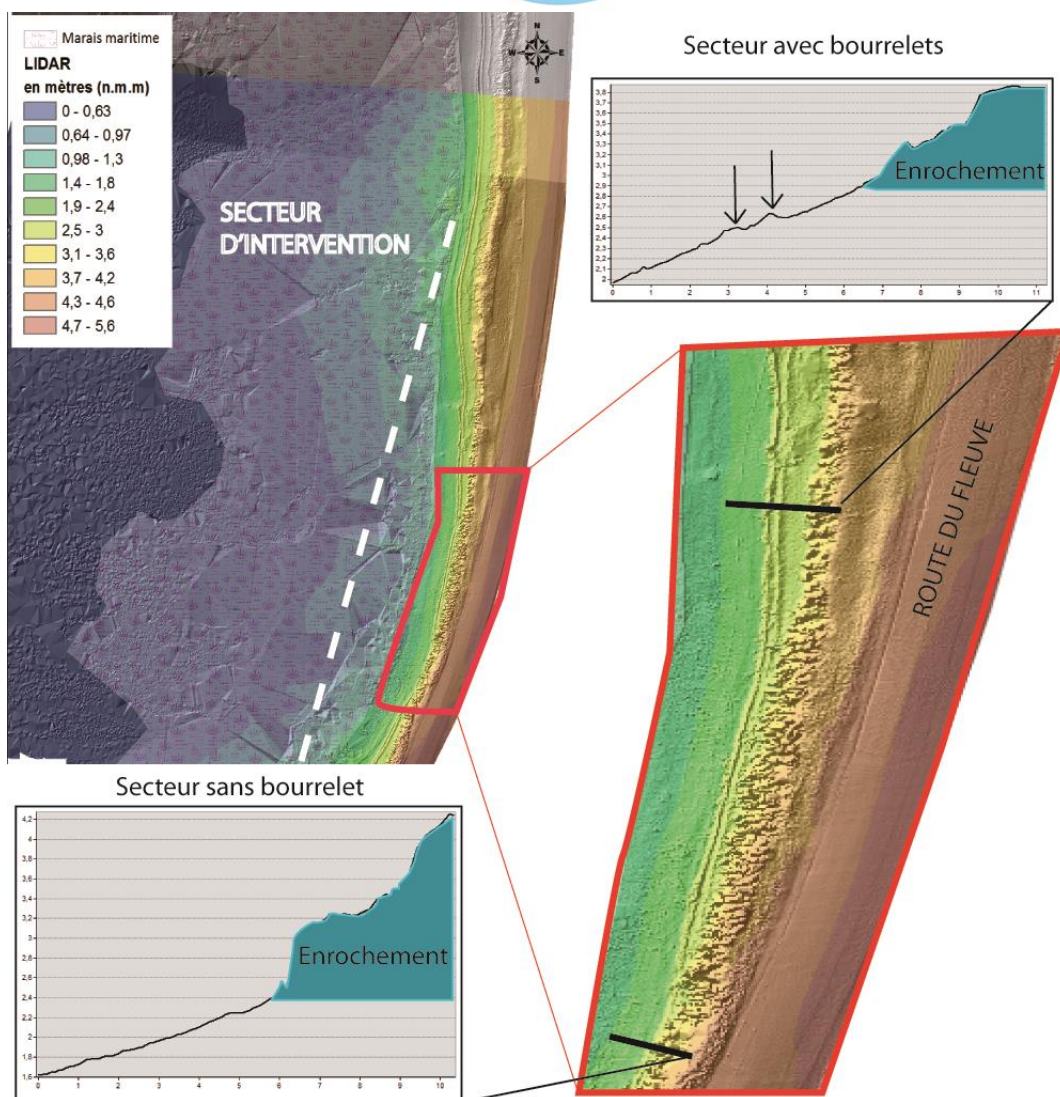 Marais maritime
LIDAR
en mètres (n.m.m)
0 - 0,63
0,64 - 0,97
0,98 - 1,3
1,4 - 1,8
1,9 - 2,4
2,5 - 3
3,1 - 3,6
3,7 - 4,2
4,3 - 4,6
4,7 - 5,6
N
W E
S
SECTEUR
D'INTERVENTION
Secteur avec bourrelets
3,8
3,6
3,4
3,3
3,2
3,1
3
2,9
2,8
2,6
2,5
2,4
2,3
2,2
2,1
2
Enrochement
0 1 2 3 4 5 6 7 8 9 10 11
ROUTE DU FLEUVE
Secteur sans bourrelet
4,2
4
3,8
3,6
3,4
3,2
3
2,8
2,6
2,4
2,2
2
1,8
1,6
Enrochement
0 1 2 3 4 5 6 7 8 9 10